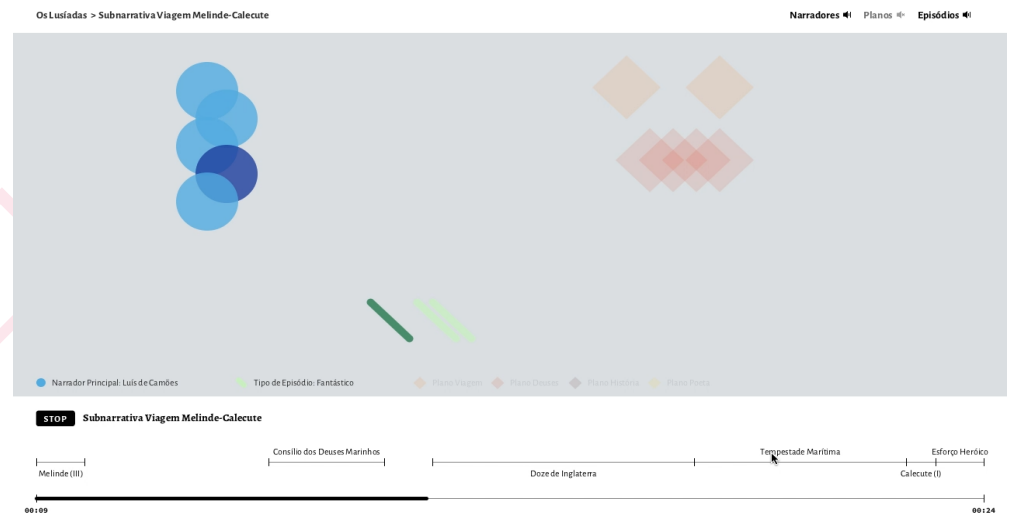 Os Lusíadas > Subnarrativa Viagem Melinde-Calecute
Narradores Planos Episódios
Narrador Principal: Luís de Camões Tipo de Episódio: Fantástico Plano Viagem Plano Deuses Plano História Plano Poeta
STOP Subnarrativa Viagem Melinde-Calecute
Consílio dos Deuses Marinhos Tempestade Marítima Esforço Heróico
Melinde (III) Doze de Inglaterra Calecute (I)
00:09 00:24